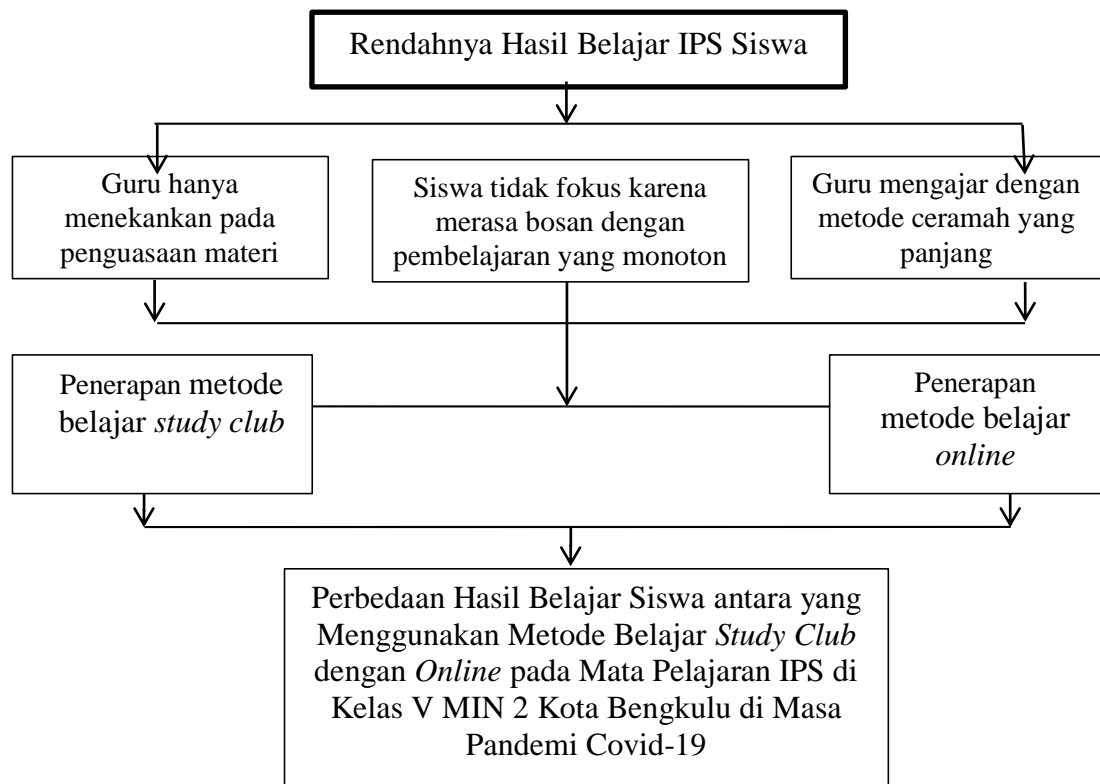 Rendahnya Hasil Belajar IPS Siswa
Guru hanya
menekankan pada
penguasaan materi
Siswa tidak fokus karena
merasa bosan dengan
pembelajaran yang monoton
Guru mengajar dengan
metode ceramah yang
panjang
Penerapan metode
belajar study club
Penerapan
metode belajar
online
Perbedaan Hasil Belajar Siswa antara yang
Menggunakan Metode Belajar Study Club
dengan Online pada Mata Pelajaran IPS di
Kelas V MIN 2 Kota Bengkulu di Masa
Pandemi Covid-19